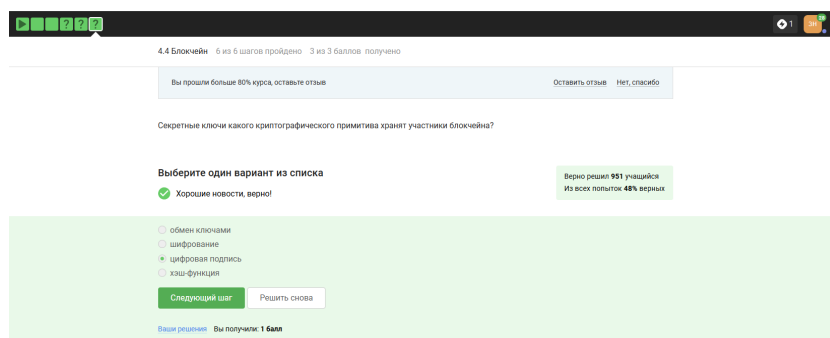 ? ? ?
1
ЗН
4.4 Блокчейн 6 из 6 шагов пройдено 3 из 3 баллов получено
Вы прошли больше 80% курса, оставьте отзыв Оставить отзыв Нет, спасибо
Секретные ключи какого криптографического примитива хранят участники блокчейна?
Выберите один вариант из списка
Хорошие новости, верно!
Верно решил 951 учащийся
Из всех попыток 48% верных
обмен ключами
шифрование
цифровая подпись
хэш-функция
Следующий шаг Решить снова
Ваши решения Вы получили: 1 балл